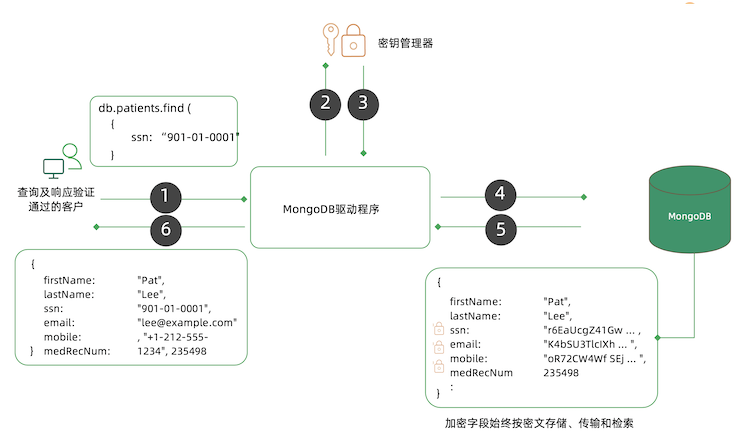 密钥管理器
db.patients.find (
{
ssn: “901-01-0001"
}
2
3
查询及响应验证
通过的客户
1
6
MongoDB驱动程序
4
5
MongoDB
{
firstName: "Pat",
lastName: "Lee",
ssn: "901-01-0001",
email: "lee@example.com"
mobile: , "+1-212-555-
} medRecNum: 1234", 235498
{
firstName: "Pat",
lastName: "Lee",
ssn: "r6EaUcgZ41Gw ... ,
email: "K4bSU3TlcIXh ... ",
mobile: "oR72CW4Wf SEj ... ",
medRecNum 235498
:
}
加密字段始终按密文存储、传输和检索